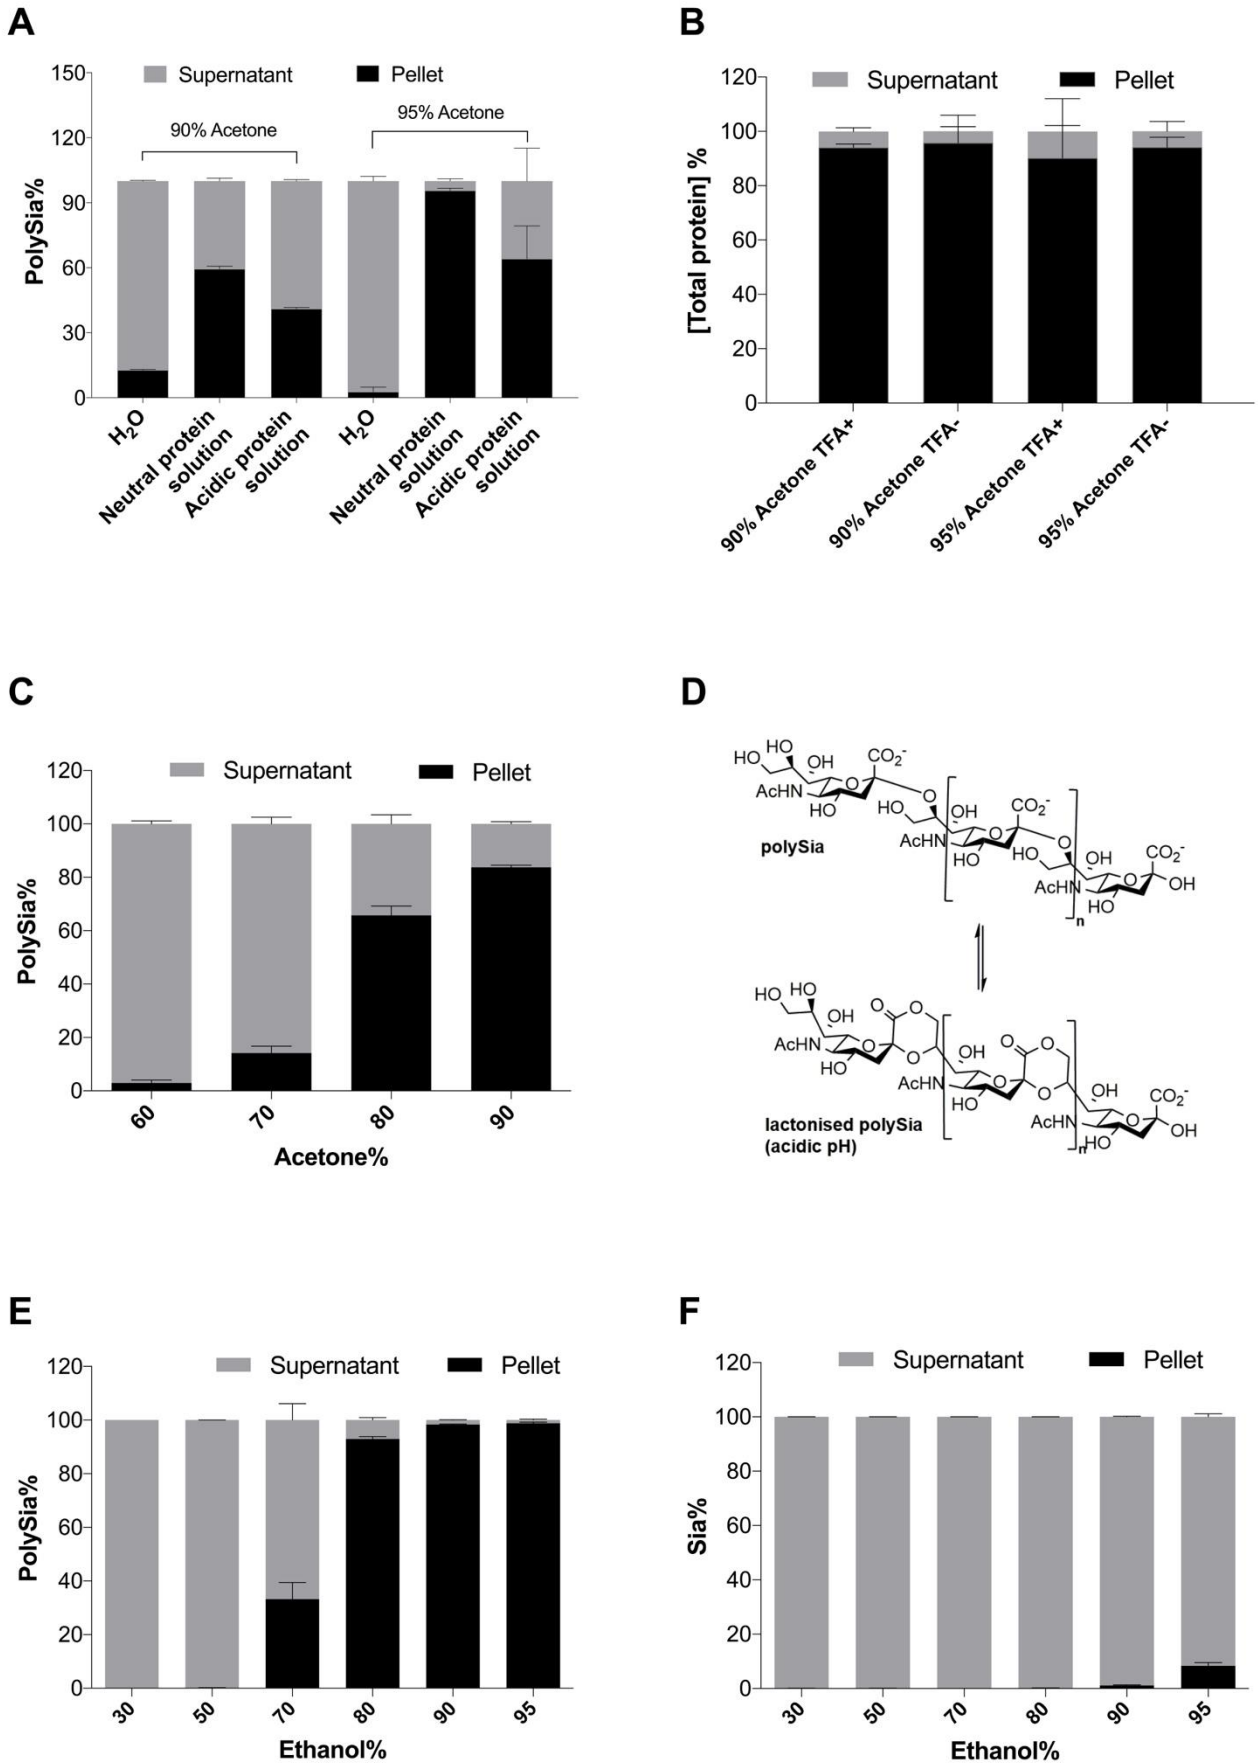 A
Supernatant Pellet
90% Acetone
95% Acetone
PolySia%
150
120
90
60
30
0
H₂O
Neutral protein
solution
Acidic protein
solution
H₂O
Neutral protein
solution
Acidic protein
solution
B
Supernatant Pellet
[Total protein] %
120
100
80
60
40
20
0
90% Acetone TFA+
90% Acetone TFA-
95% Acetone TFA+
95% Acetone TFA-
C
Supernatant Pellet
PolySia%
120
100
80
60
40
20
0
60
70
80
90
Acetone%
D
HO
HO
OH
CO₂⁻
O
O
AcHN
HO
HO
OH
CO₂⁻
O
O
AcHN
HO
HO
OH
CO₂⁻
O
OH
AcHN
HO
n
polySia
HO
HO
OH
O
O
O
O
AcHN
HO
OH
O
O
O
O
AcHN
HO
OH
CO₂⁻
O
OH
AcHN
HO
n
lactonised polySia
(acidic pH)
E
Supernatant Pellet
PolySia%
120
100
80
60
40
20
0
30
50
70
80
90
95
Ethanol%
F
Supernatant Pellet
Sia%
120
100
80
60
40
20
0
30
50
70
80
90
95
Ethanol%